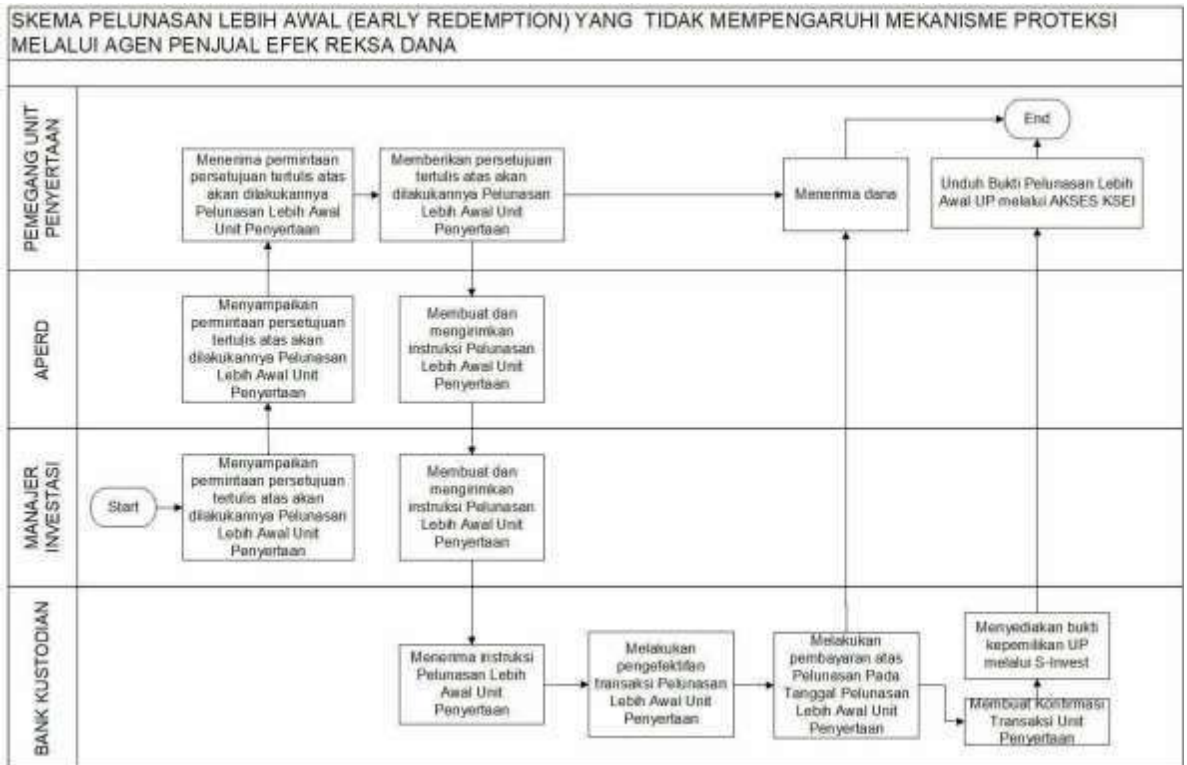 SKEMA PELUNASAN LEBIH AWAL (EARLY REDEMPTION) YANG TIDAK MEMPENGARUHI MEKANISME PROTEKSI
MELALUI AGEN PENJUAL EFEK REKSA DANA
PEMEGANG UNIT
PENYERTAAN
Menerima permintaan
persetujuan tertulis atas
akan dilakukannya
Pelunasan Lebih Awal
Unit Penyertaan
Memberikan persetujuan
tertulis atas akan
dilakukannya Pelunasan
Lebih Awal Unit
Penyertaan
Menerima dana
End
Unduh Bukti Pelunasan Lebih
Awal UP melalui AKSES KSEI
APERD
Menyampaikan
permintaan persetujuan
tertulis atas akan
dilakukannya Pelunasan
Lebih Awal Unit
Penyertaan
Membuat dan
mengirimkan
instruksi Pelunasan
Lebih Awal Unit
Penyertaan
MANAJER
INVESTASI
Start
Menyampaikan
permintaan persetujuan
tertulis atas akan
dilakukannya Pelunasan
Lebih Awal Unit
Penyertaan
Membuat dan
mengirimkan
instruksi Pelunasan
Lebih Awal Unit
Penyertaan
BANK KUSTODIAN
Menerima instruksi
Pelunasan Lebih
Awal Unit
Penyertaan
Melakukan
pengefektifan
transaksi Pelunasan
Lebih Awal Unit
Penyertaan
Melakukan
pembayaran atas
Pelunasan Pada
Tanggal Pelunasan
Lebih Awal Unit
Penyertaan
Menyediakan bukti
kepemilikan UP
melalui S-Invest
Membuat Konfirmasi
Transaksi Unit
Penyertaan